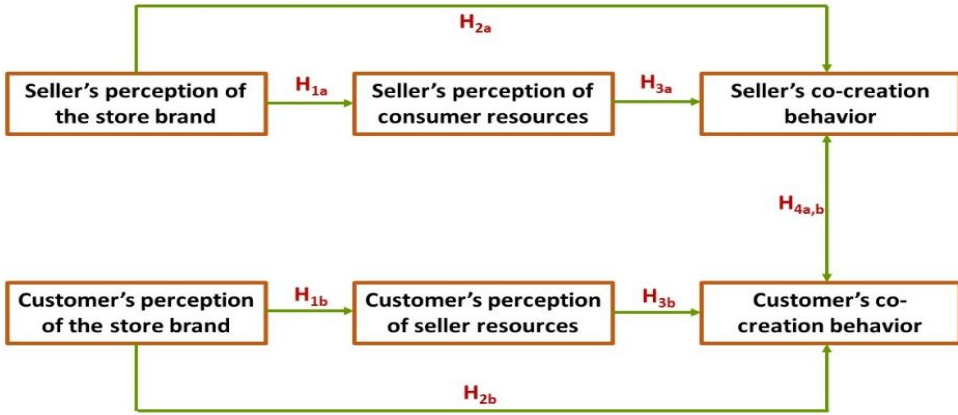 H2a
Seller’s perception of
the store brand
H1a
Seller’s perception of
consumer resources
H3a
Seller’s co-creation
behavior
H4a,b
Customer’s perception
of the store brand
H1b
Customer’s perception
of seller resources
H3b
Customer’s co-
creation behavior
H2b